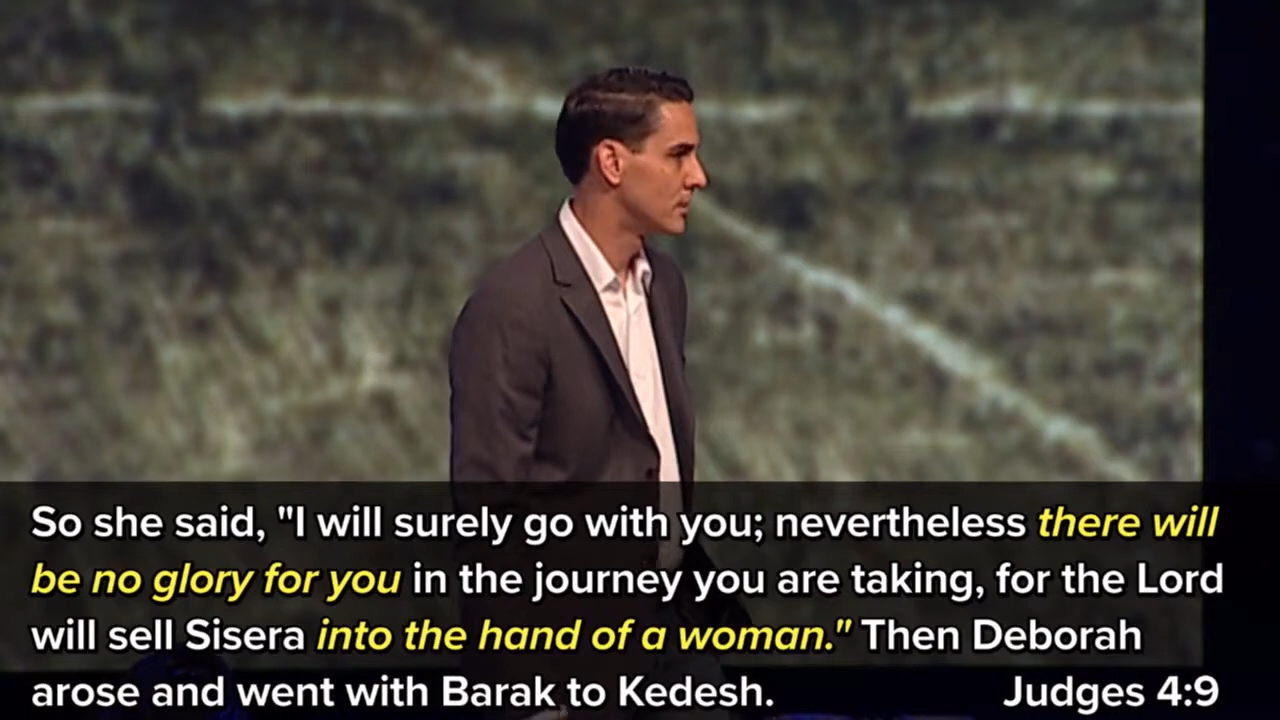 So she said, "I will surely go with you; nevertheless there will
be no glory for you in the journey you are taking, for the Lord
will sell Sisera into the hand of a woman." Then Deborah
arose and went with Barak to Kedesh. Judges 4:9